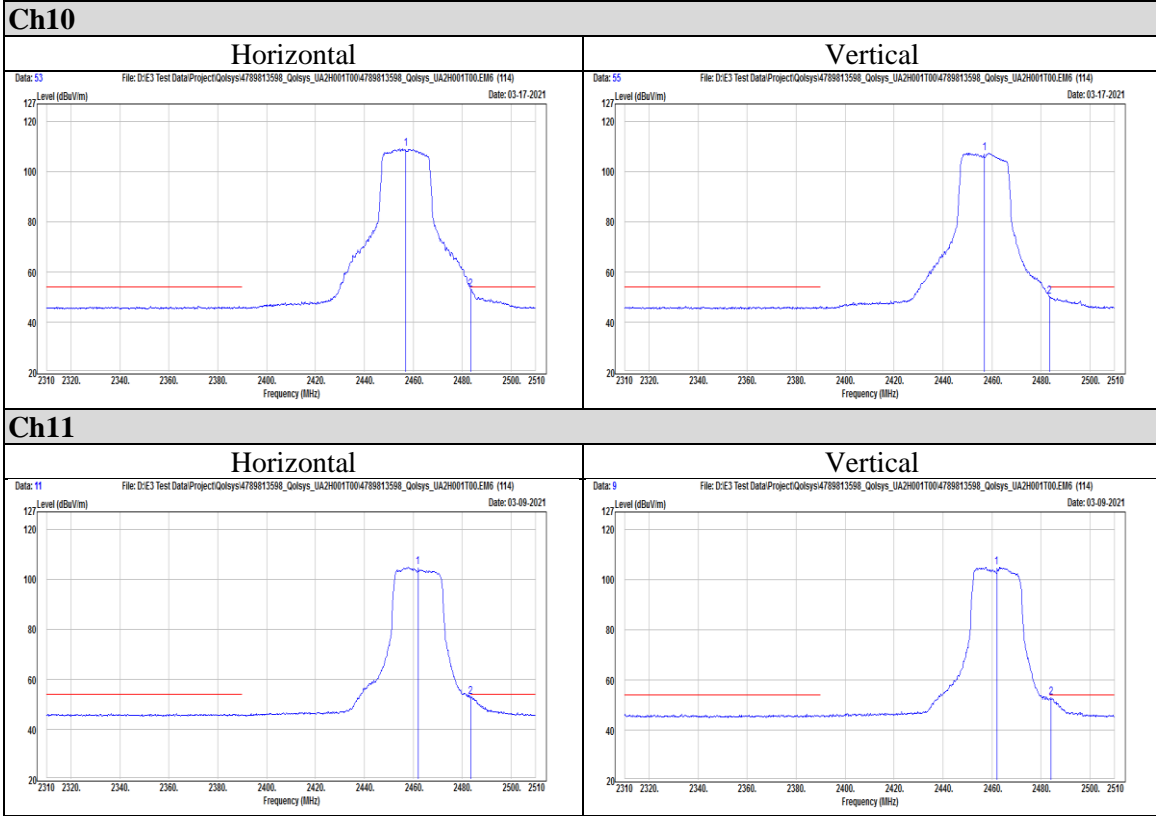 Ch10
Horizontal Vertical
Data: 53 File: D:\E3 Test Data\Project\Qolsys\4789813598_Qolsys_UA2H001T00\4789813598_Qolsys_UA2H001T00.EM6 (114)
127 Level (dBuV/m) Date: 03-17-2021
120
1
100
80
60
2
40
20
2310 2320. 2340. 2360. 2380. 2400. 2420. 2440. 2460. 2480. 2500. 2510
Frequency (MHz)
Data: 55 File: D:\E3 Test Data\Project\Qolsys\4789813598_Qolsys_UA2H001T00\4789813598_Qolsys_UA2H001T00.EM6 (114)
127 Level (dBuV/m) Date: 03-17-2021
120
1
100
80
60
2
40
20
2310 2320. 2340. 2360. 2380. 2400. 2420. 2440. 2460. 2480. 2500. 2510
Frequency (MHz)
Ch11
Horizontal Vertical
Data: 11 File: D:\E3 Test Data\Project\Qolsys\4789813598_Qolsys_UA2H001T00\4789813598_Qolsys_UA2H001T00.EM6 (114)
127 Level (dBuV/m) Date: 03-09-2021
120
1
100
80
60
2
40
20
2310 2320. 2340. 2360. 2380. 2400. 2420. 2440. 2460. 2480. 2500. 2510
Frequency (MHz)
Data: 9 File: D:\E3 Test Data\Project\Qolsys\4789813598_Qolsys_UA2H001T00\4789813598_Qolsys_UA2H001T00.EM6 (114)
127 Level (dBuV/m) Date: 03-09-2021
120
1
100
80
60
2
40
20
2310 2320. 2340. 2360. 2380. 2400. 2420. 2440. 2460. 2480. 2500. 2510
Frequency (MHz)